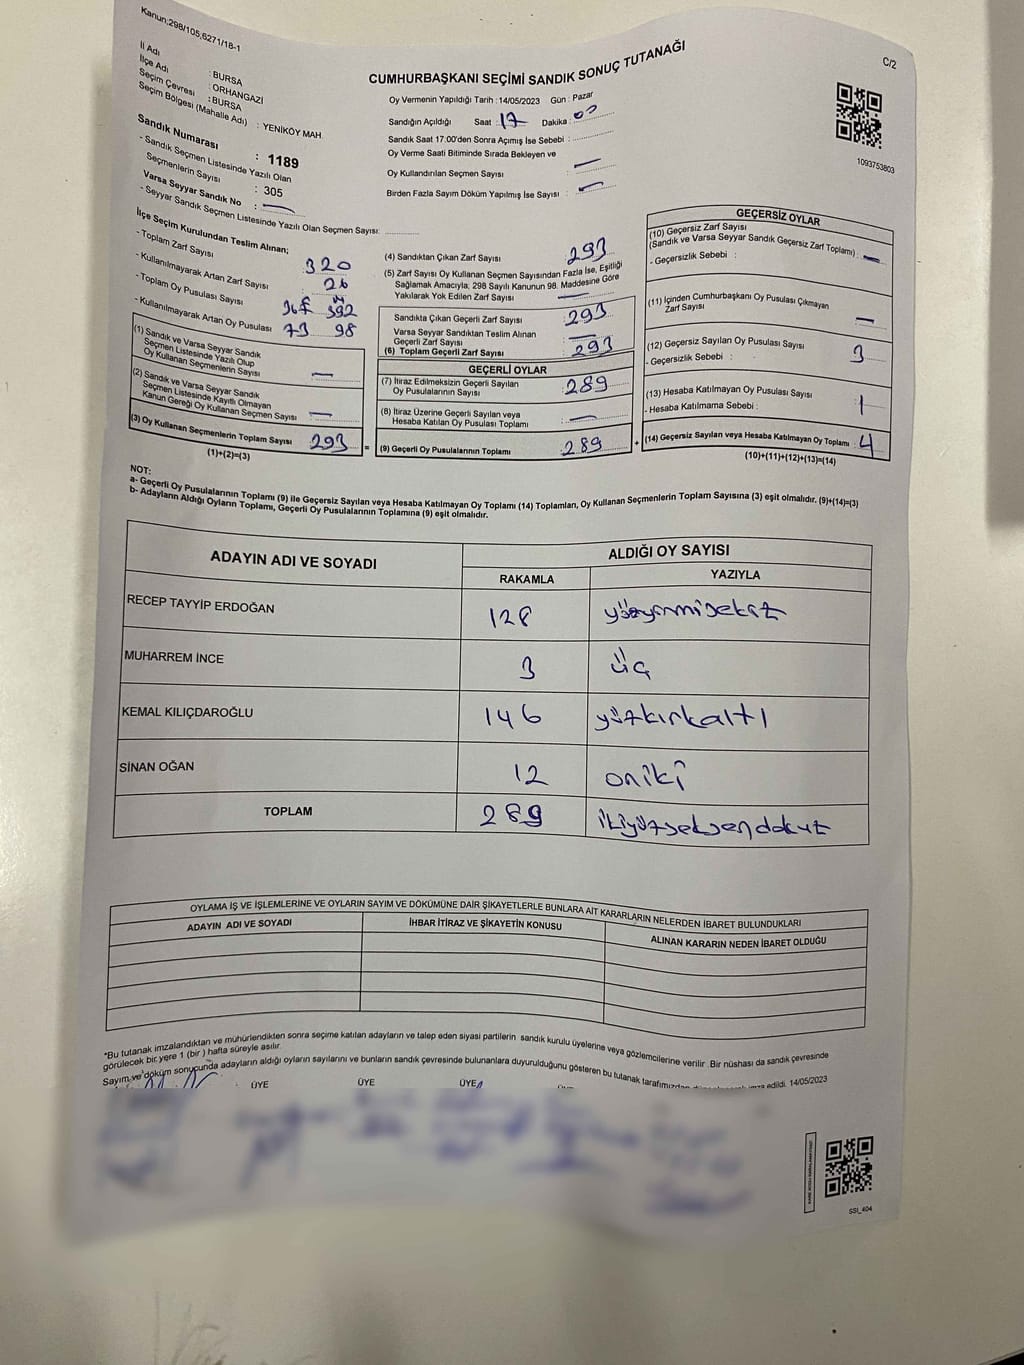 Kanun;298/105,6271/18-1
C/2
CUMHURBAŞKANI SEÇİMİ SANDIK SONUÇ TUTANAĞI
İl Adı : BURSA
İlçe Adı : ORHANGAZİ
Seçim Çevresi : BURSA
Seçim Bölgesi (Mahalle Adı) : YENİKÖY MAH.
Sandık Numarası : 1189
- Sandık Seçmen Listesinde Yazılı Olan
Seçmenlerin Sayısı : 305
Varsa Seyyar Sandık No : —
- Seyyar Sandık Seçmen Listesinde Yazılı Olan Seçmen Sayısı:
Oy Vermenin Yapıldığı Tarih : 14/05/2023 Gün : Pazar
Sandığın Açıldığı Saat : 17 Dakika : 00
Sandık Saat 17:00'den Sonra Açımış İse Sebebi :
Oy Verme Saati Bitiminde Sırada Bekleyen ve
Oy Kullandırılan Seçmen Sayısı : —
Birden Fazla Sayım Döküm Yapılmış İse Sayısı : —
1093753803
İlçe Seçim Kurulundan Teslim Alınan;
- Toplam Zarf Sayısı 320
- Kullanılmayarak Artan Zarf Sayısı 26
- Toplam Oy Pusulası Sayısı 392
- Kullanılmayarak Artan Oy Pusulası 73 98
(1) Sandık ve Varsa Seyyar Sandık
Seçmen Listesinde Yazılı Olup
Oy Kullanan Seçmenlerin Sayısı —
(2) Sandık ve Varsa Seyyar Sandık
Seçmen Listesinde Kayıtlı Olmayan
Kanun Gereği Oy Kullanan Seçmen Sayısı —
(3) Oy Kullanan Seçmenlerin Toplam Sayısı 293
(1)+(2)=(3)
(4) Sandıktan Çıkan Zarf Sayısı 293
(5) Zarf Sayısı Oy Kullanan Seçmen Sayısından Fazla İse, Eşitliği
Sağlamak Amacıyla; 298 Sayılı Kanunun 98. Maddesine Göre
Yakılarak Yok Edilen Zarf Sayısı —
Sandıkta Çıkan Geçerli Zarf Sayısı 293
Varsa Seyyar Sandıktan Teslim Alınan
Geçerli Zarf Sayısı —
(6) Toplam Geçerli Zarf Sayısı 293
GEÇERLİ OYLAR
(7) İtiraz Edilmeksizin Geçerli Sayılan
Oy Pusulalarının Sayısı 289
(8) İtiraz Üzerine Geçerli Sayılan veya
Hesaba Katılan Oy Pusulası Toplamı —
= (9) Geçerli Oy Pusulalarının Toplamı 289 +
GEÇERSİZ OYLAR
(10) Geçersiz Zarf Sayısı
(Sandık ve Varsa Seyyar Sandık Geçersiz Zarf Toplamı) —
- Geçersizlik Sebebi :
(11) İçinden Cumhurbaşkanı Oy Pusulası Çıkmayan
Zarf Sayısı —
(12) Geçersiz Sayılan Oy Pusulası Sayısı 3
- Geçersizlik Sebebi :
(13) Hesaba Katılmayan Oy Pusulası Sayısı 1
- Hesaba Katılmama Sebebi :
(14) Geçersiz Sayılan veya Hesaba Katılmayan Oy Toplamı 4
(10)+(11)+(12)+(13)=(14)
NOT:
a- Geçerli Oy Pusulalarının Toplamı (9) ile Geçersiz Sayılan veya Hesaba Katılmayan Oy Toplamı (14) Toplamları, Oy Kullanan Seçmenlerin Toplam Sayısına (3) eşit olmalıdır. (9)+(14)=(3)
b- Adayların Aldığı Oyların Toplamı, Geçerli Oy Pusulalarının Toplamına (9) eşit olmalıdır.
ADAYIN ADI VE SOYADI ALDIĞI OY SAYISI
RAKAMLA YAZIYLA
RECEP TAYYİP ERDOĞAN 128 yüzyirmisekiz
MUHARREM İNCE 3 üç
KEMAL KILIÇDAROĞLU 146 yüzkırkaltı
SİNAN OĞAN 12 oniki
TOPLAM 289 ikiyüzseksendokuz
OYLAMA İŞ VE İŞLEMLERİNE VE OYLARIN SAYIM VE DÖKÜMÜNE DAİR ŞİKAYETLERLE BUNLARA AİT KARARLARIN NELERDEN İBARET BULUNDUKLARI
ADAYIN ADI VE SOYADI İHBAR İTİRAZ VE ŞİKAYETİN KONUSU ALINAN KARARIN NEDEN İBARET OLDUĞU
*Bu tutanak imzalandıktan ve mühürlendikten sonra seçime katılan adayların ve talep eden siyasi partilerin sandık kurulu üyelerine veya gözlemcilerine verilir. Bir nüshası da sandık çevresinde
görülecek bir yere 1 (bir) hafta süreyle asılır.
Sayım ve döküm sonucunda adayların aldığı oyların sayılarını ve bunların sandık çevresinde bulunanlara duyurulduğunu gösteren bu tutanak tarafımızdan edildi. 14/05/2023
ÜYE ÜYE ÜYE
SSİ_404